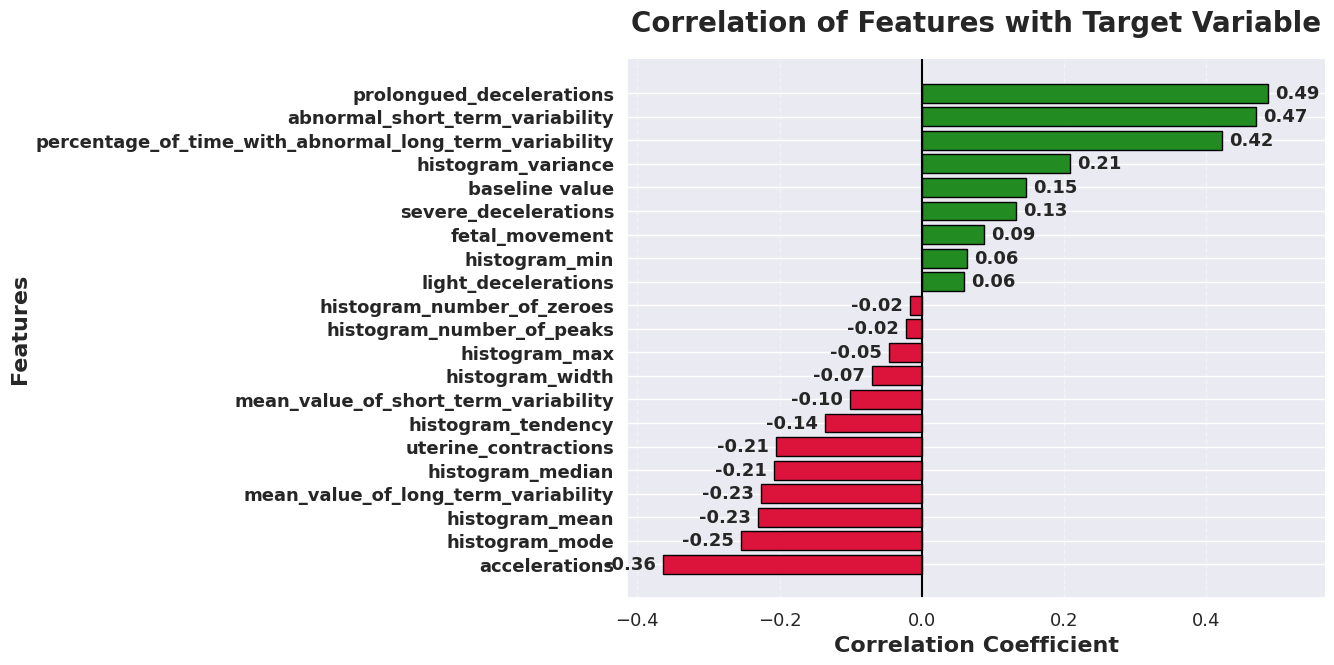 Correlation of Features with Target Variable
Features
prolongued_decelerations 0.49
abnormal_short_term_variability 0.47
percentage_of_time_with_abnormal_long_term_variability 0.42
histogram_variance 0.21
baseline value 0.15
severe_decelerations 0.13
fetal_movement 0.09
histogram_min 0.06
light_decelerations 0.06
histogram_number_of_zeroes -0.02
histogram_number_of_peaks -0.02
histogram_max -0.05
histogram_width -0.07
mean_value_of_short_term_variability -0.10
histogram_tendency -0.14
uterine_contractions -0.21
histogram_median -0.21
mean_value_of_long_term_variability -0.23
histogram_mean -0.23
histogram_mode -0.25
accelerations -0.36
−0.4 −0.2 0.0 0.2 0.4
Correlation Coefficient